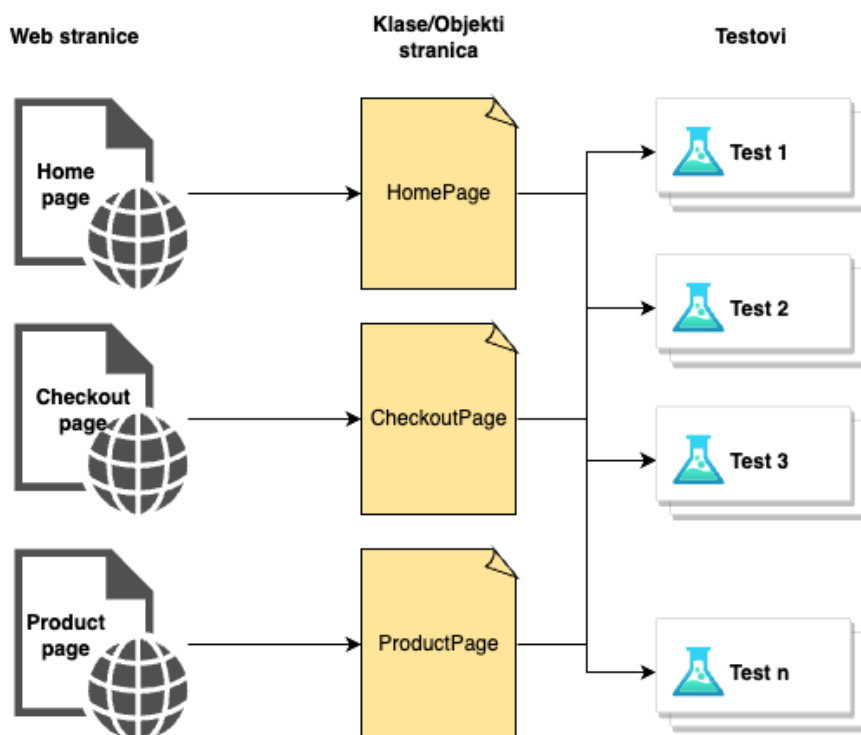 Web stranice
Klase/Objekti
stranica
Testovi
Home
page
HomePage
Test 1
Test 2
Checkout
page
CheckoutPage
Test 3
Product
page
ProductPage
Test n